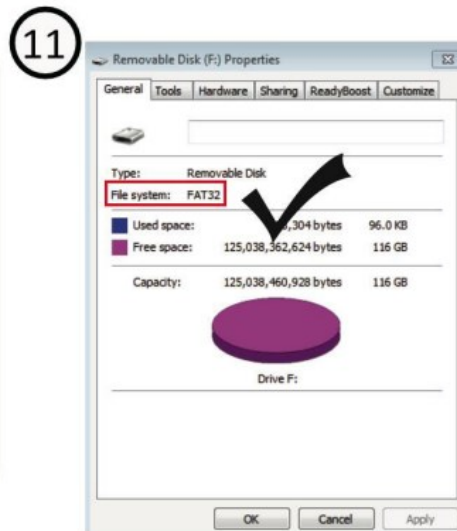 11
Removable Disk (F:) Properties
General Tools Hardware Sharing ReadyBoost Customize
Type: Removable Disk
File system: FAT32
Used space: ,304 bytes 96.0 KB
Free space: 125,038,362,624 bytes 116 GB
Capacity: 125,038,460,928 bytes 116 GB
Drive F:
OK Cancel Apply